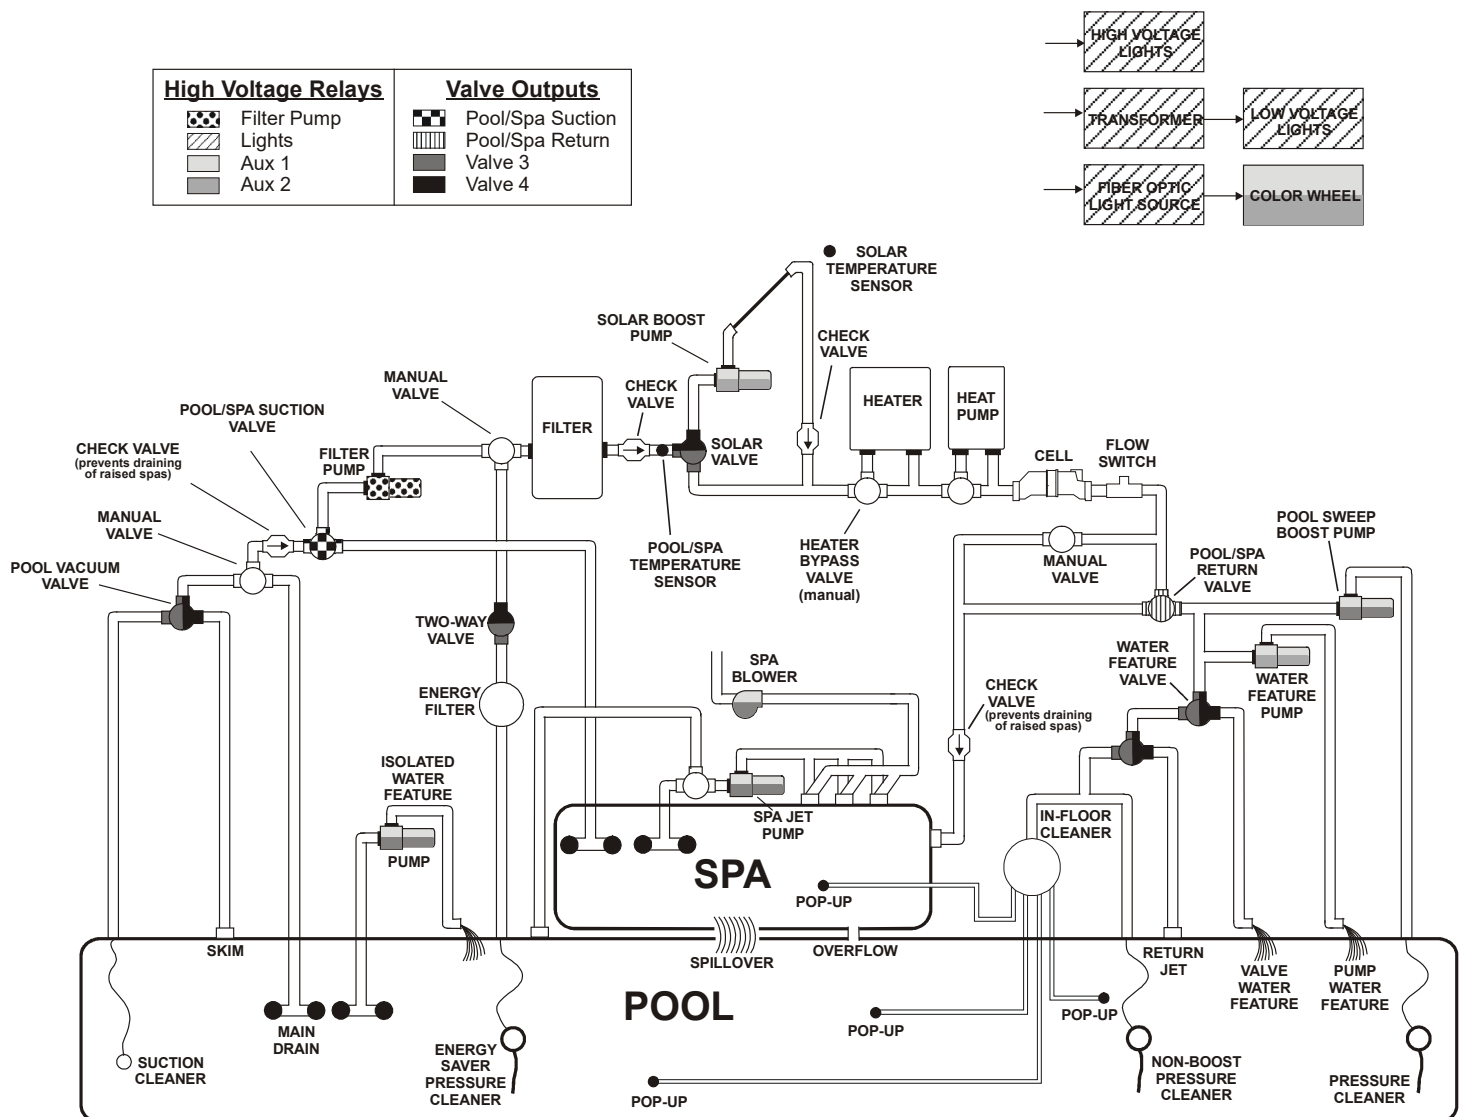 HIGH VOLTAGE
LIGHTS
TRANSFORMER
LOW VOLTAGE
LIGHTS
FIBER OPTIC
LIGHT SOURCE
COLOR WHEEL
High Voltage Relays
Filter Pump
Lights
Aux 1
Aux 2
Valve Outputs
Pool/Spa Suction
Pool/Spa Return
Valve 3
Valve 4
SOLAR
TEMPERATURE
SENSOR
SOLAR BOOST
PUMP
CHECK
VALVE
MANUAL
VALVE
CHECK
VALVE
HEATER
HEAT
PUMP
POOL/SPA SUCTION
VALVE
FILTER
SOLAR
VALVE
CHECK VALVE
(prevents draining
of raised spas)
FILTER
PUMP
CELL
FLOW
SWITCH
MANUAL
VALVE
POOL SWEEP
BOOST PUMP
POOL VACUUM
VALVE
POOL/SPA
TEMPERATURE
SENSOR
HEATER
BYPASS
VALVE
(manual)
MANUAL
VALVE
POOL/SPA
RETURN
VALVE
TWO-WAY
VALVE
SPA
BLOWER
WATER
FEATURE
VALVE
WATER
FEATURE
PUMP
ENERGY
FILTER
CHECK
VALVE
(prevents draining
of raised spas)
ISOLATED
WATER
FEATURE
PUMP
SPA JET
PUMP
IN-FLOOR
CLEANER
SPA
POP-UP
SKIM
SPILLOVER
OVERFLOW
RETURN
JET
VALVE
WATER
FEATURE
PUMP
WATER
FEATURE
POOL
MAIN
DRAIN
POP-UP
POP-UP
SUCTION
CLEANER
ENERGY
SAVER
PRESSURE
CLEANER
NON-BOOST
PRESSURE
CLEANER
PRESSURE
CLEANER
POP-UP